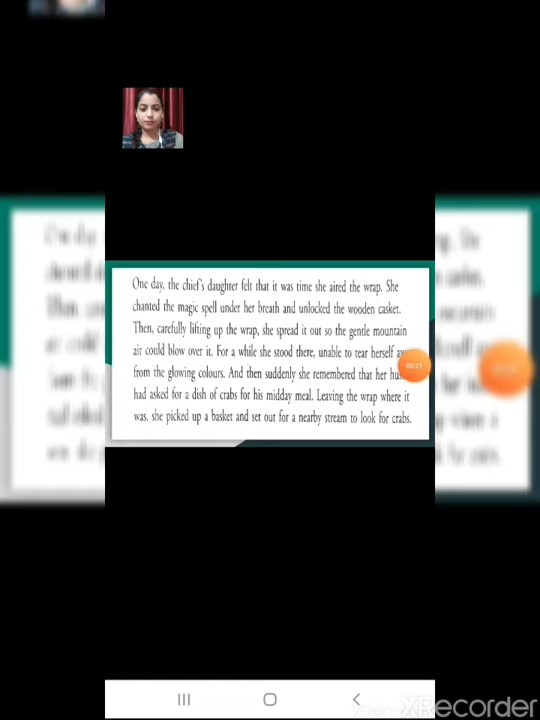 One day, the chief's daughter felt that it was time she aired the wrap. She
chanted the magic spell under her breath and unlocked the wooden casket.
Then, carefully lifting up the wrap, she spread it out so the gentle mountain
air could blow over it. For a while she stood there, unable to tear herself
from the glowing colours. And then suddenly she remembered that her
had asked for a dish of crabs for his midday meal. Leaving the wrap where it
was, she picked up a basket and set out for a nearby stream to look for crabs.
XRecorder